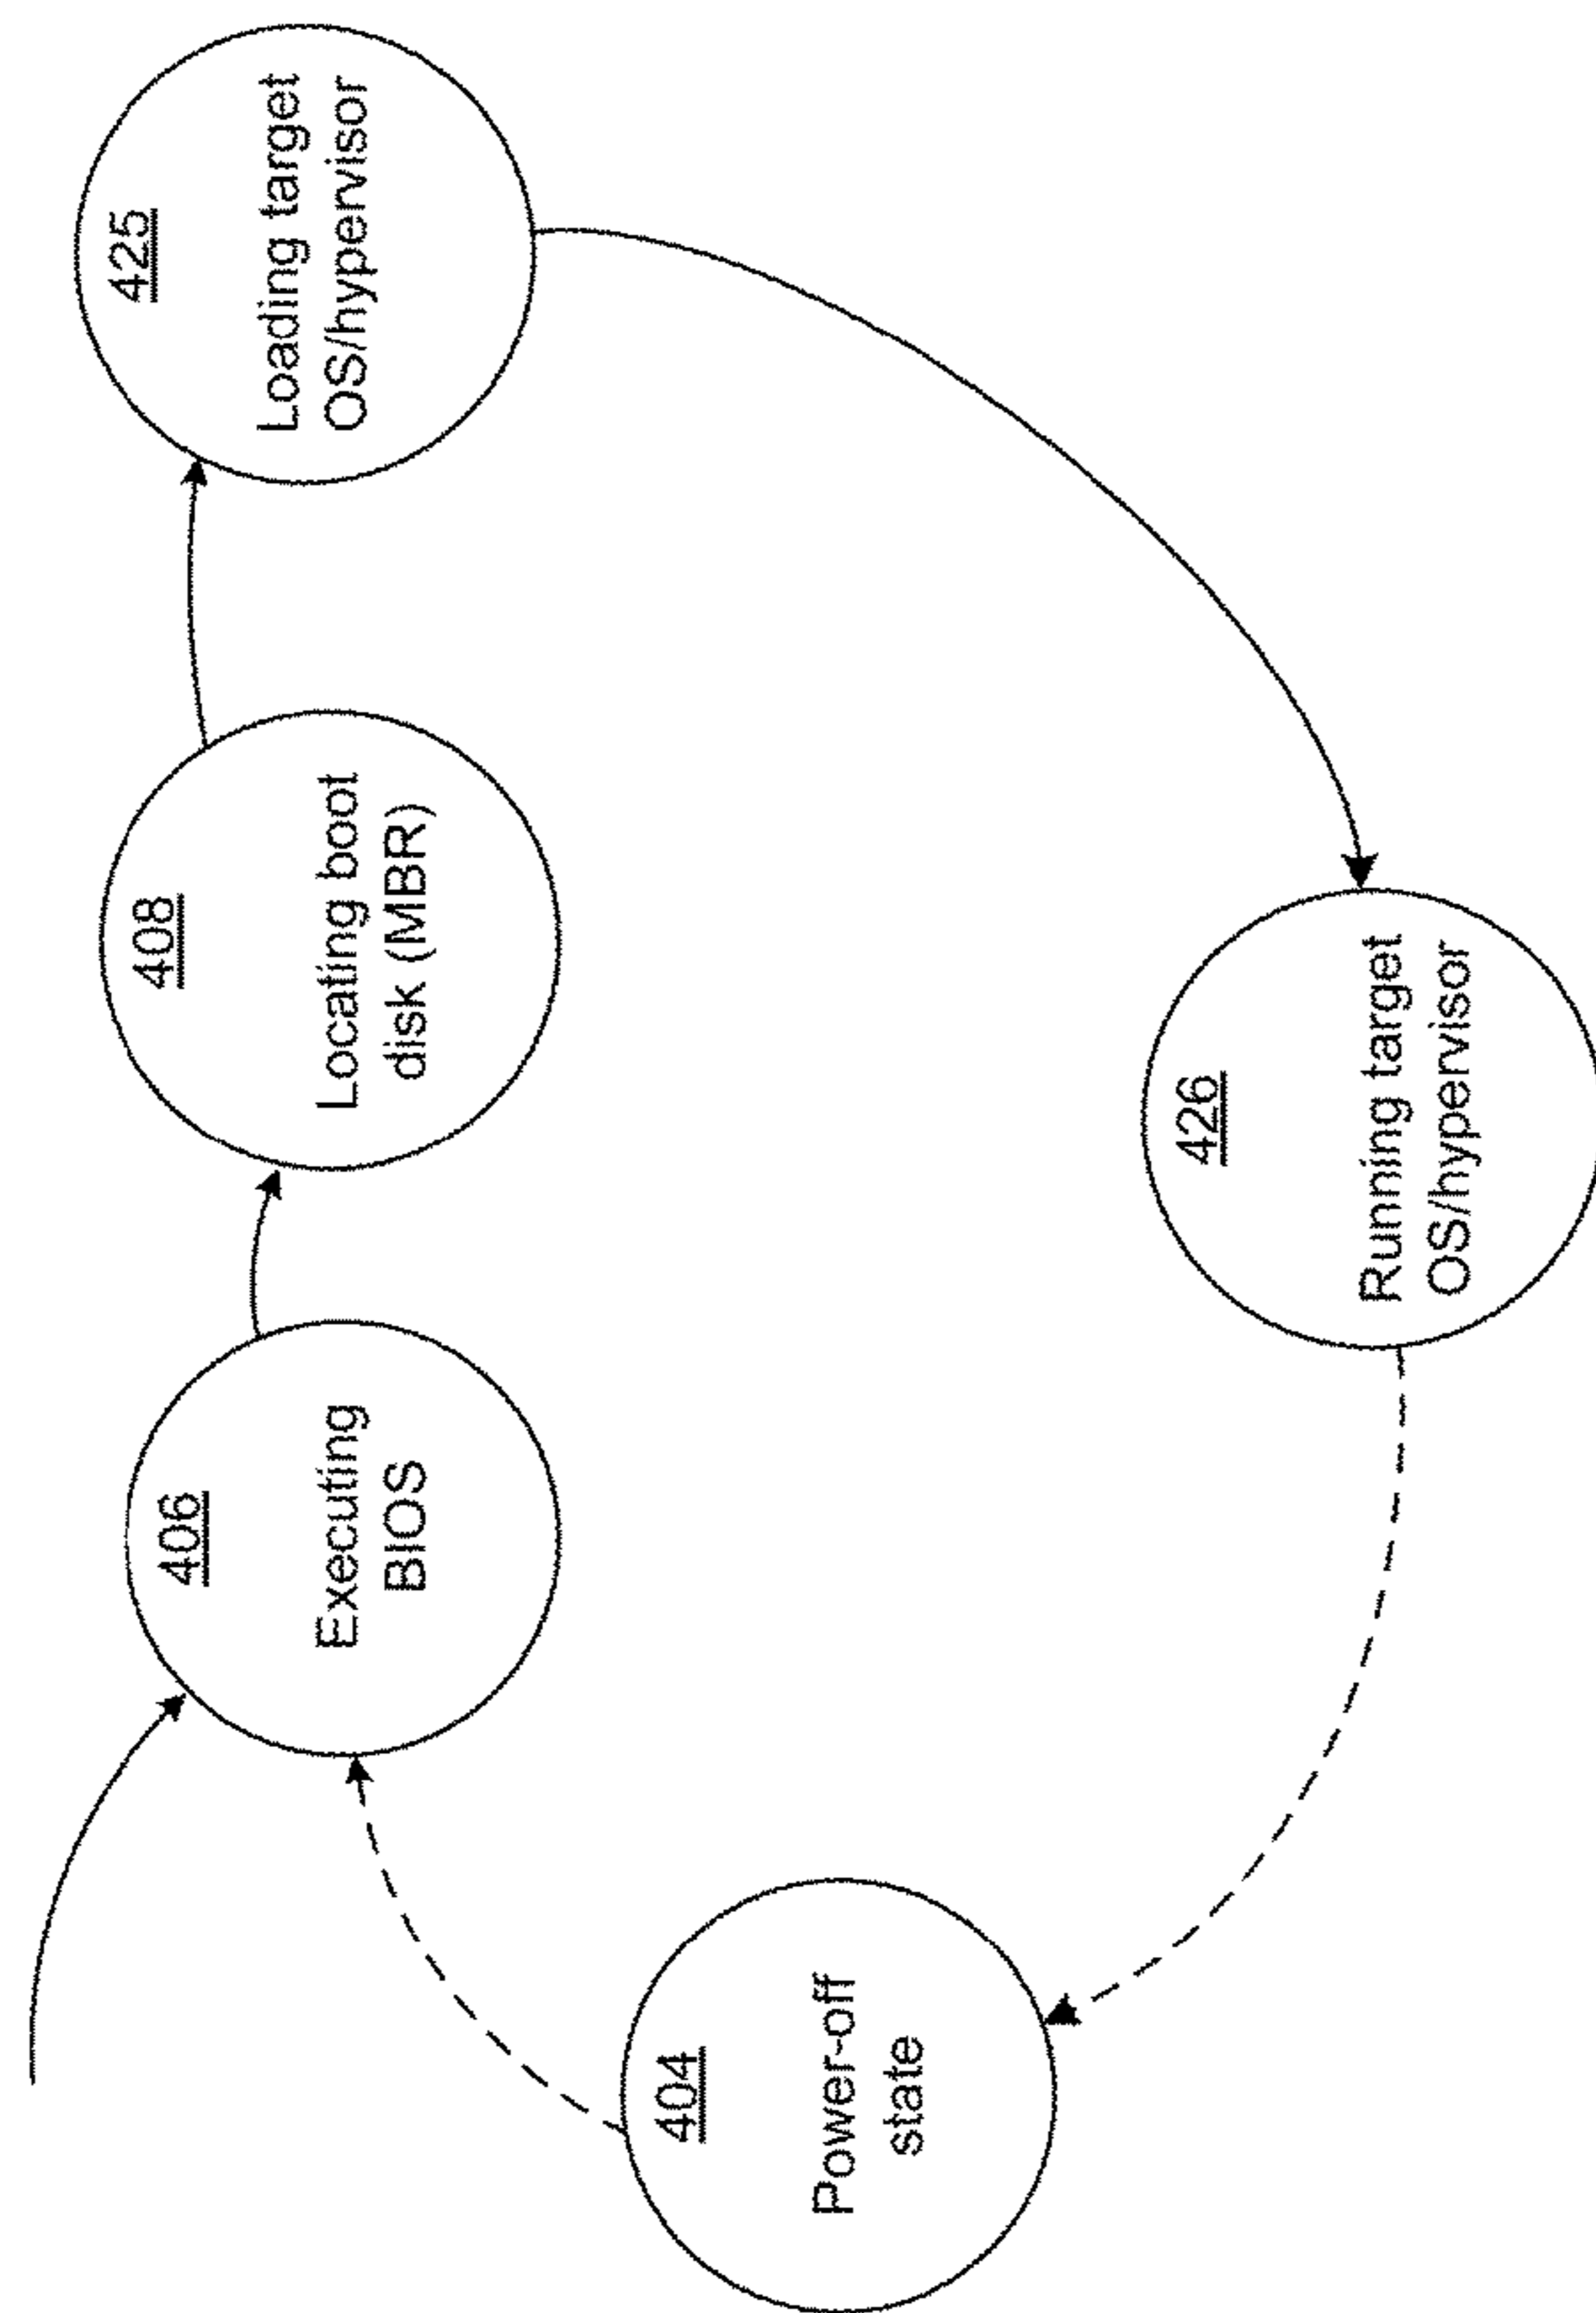 406
Executing
BIOS
408
Locating boot
disk (MBR)
425
Loading target
OS/hypervisor
404
Power-off
state
426
Running target
OS/hypervisor